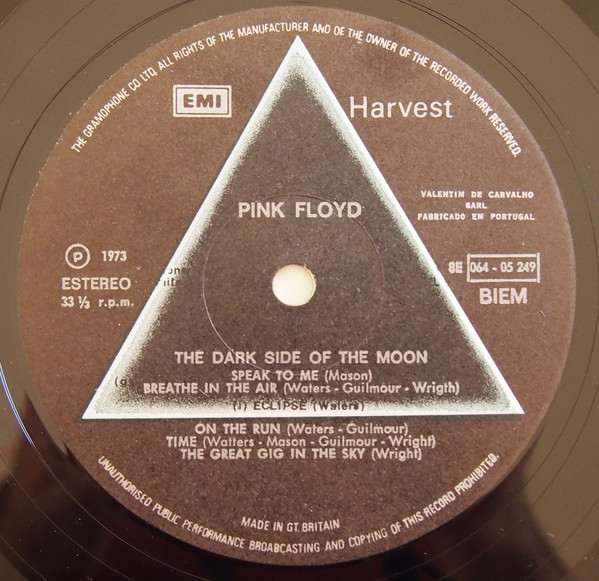 THE GRAMOPHONE CO LTD. ALL RIGHTS OF THE MANUFACTURER AND OF THE OWNER OF THE RECORDED WORK RESERVED.
EMI
Harvest
PINK FLOYD
VALENTIM DE CARVALHO
SARL
FABRICADO EM PORTUGAL
P 1973
ESTEREO
33 ⅓ r.p.m.
8E 064 - 05 249
BIEM
THE DARK SIDE OF THE MOON
SPEAK TO ME (Mason)
BREATHE IN THE AIR (Waters - Guilmour - Wrigth)
(i) ECLIPSE (Waters)
ON THE RUN (Waters - Guilmour)
TIME (Watters - Mason - Guilmour - Wright)
THE GREAT GIG IN THE SKY (Wright)
MADE IN GT. BRITAIN
UNAUTHORISED PUBLIC PERFORMANCE BROADCASTING AND COPYING OF THIS RECORD PROHIBITED.